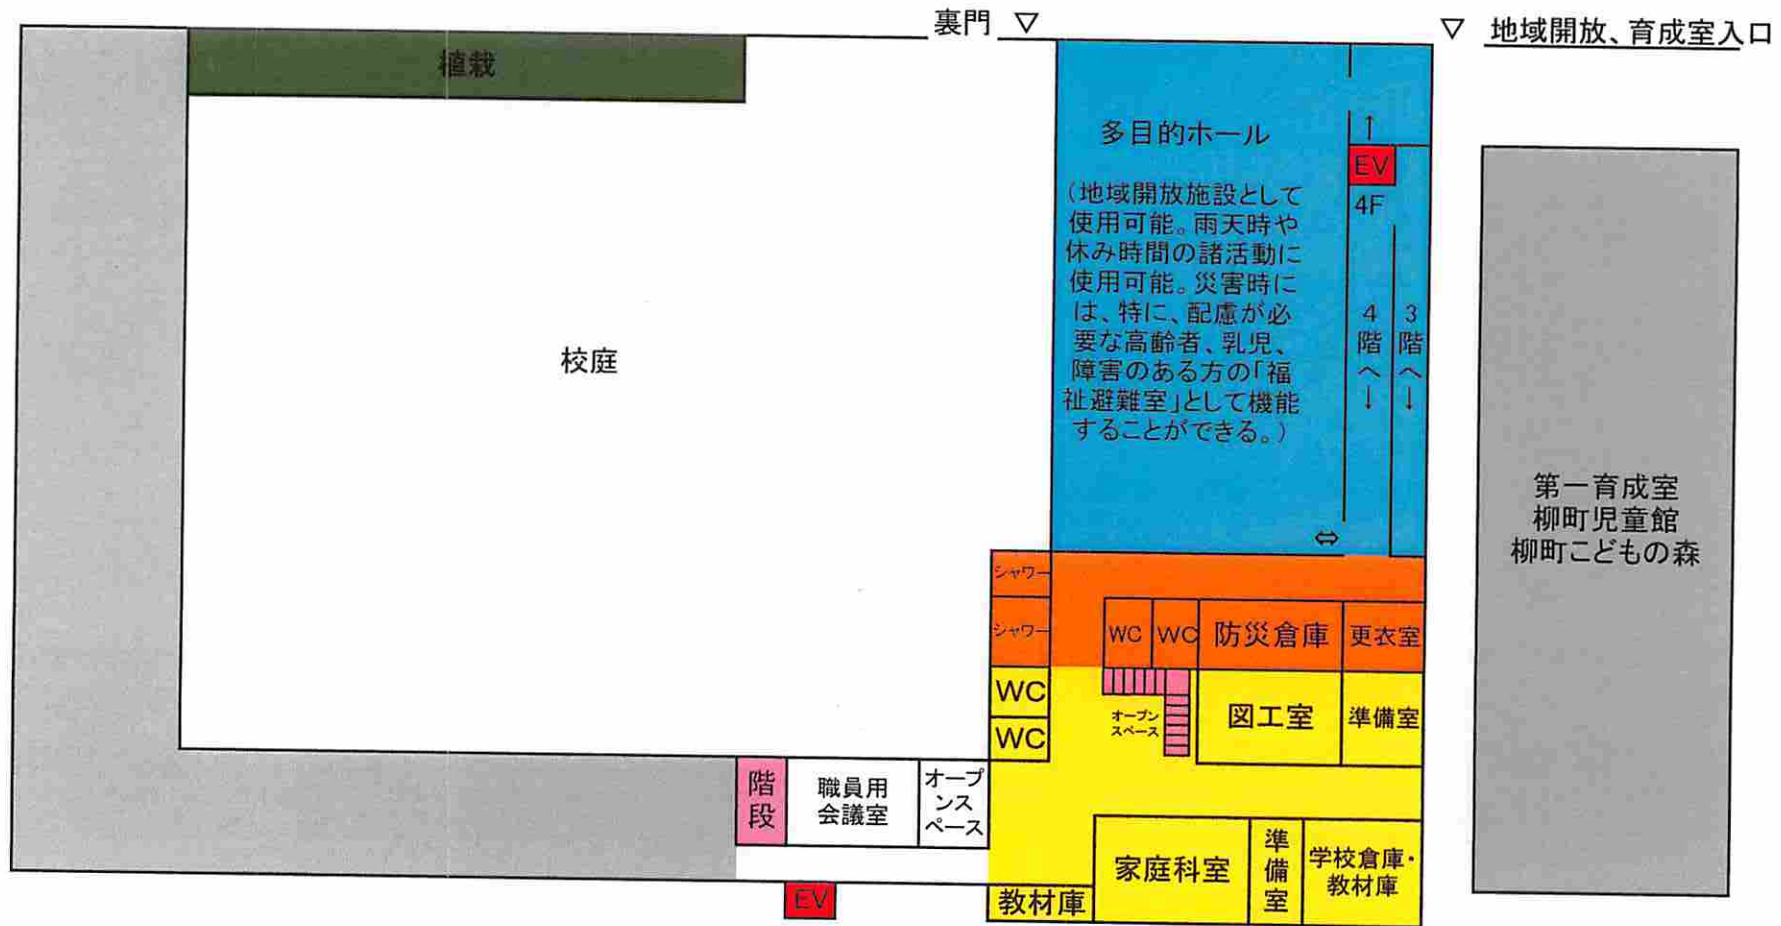 裏門 ▽
▽ 地域開放、育成室入口
植栽
校庭
多目的ホール
(地域開放施設として
使用可能。雨天時や
休み時間の諸活動に
使用可能。災害時に
は、特に、配慮が必
要な高齢者、乳児、
障害のある方の「福
祉避難室」として機能
することができる。)
↑
EV
4F
4階へ↓
3階へ↓
⇔
第一育成室
柳町児童館
柳町こどもの森
シャワー
シャワー
WC
WC
防災倉庫
更衣室
WC
WC
オープン
スペース
図工室
準備室
階段
職員用
会議室
オープ
ンス
ペース
家庭科室
準備室
学校倉庫・
教材庫
教材庫
EV